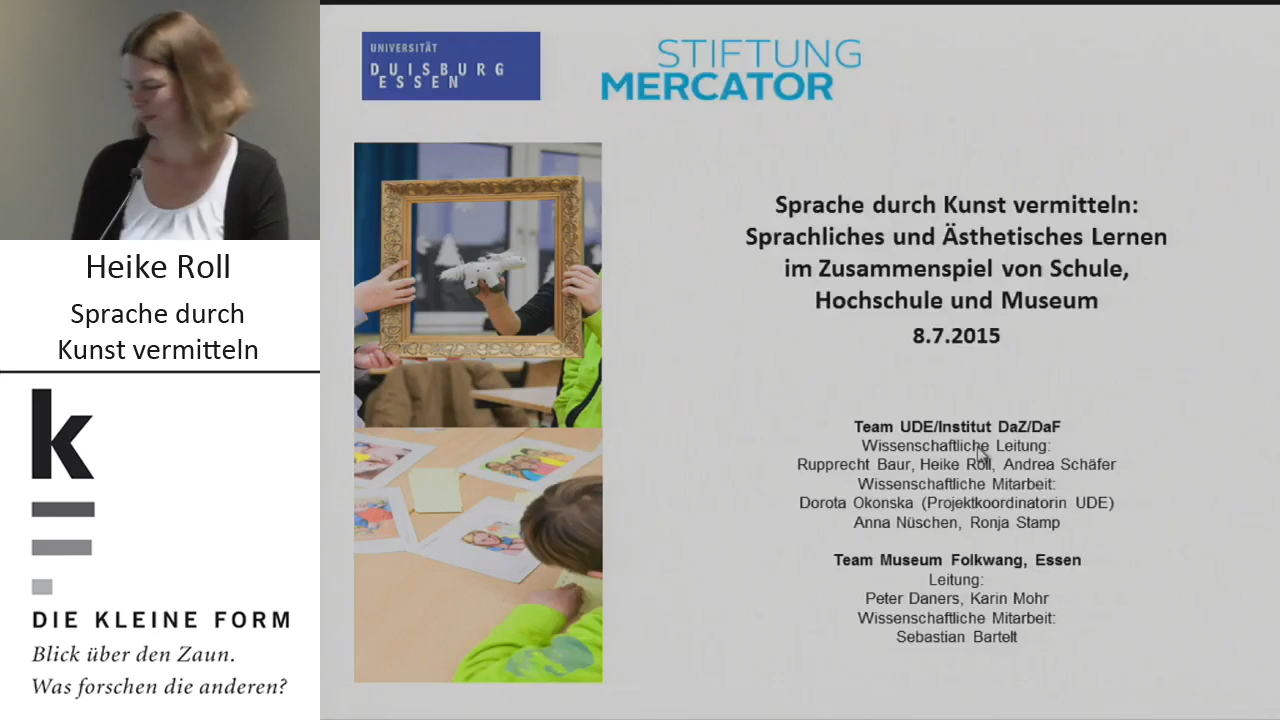 Heike Roll
Sprache durch
Kunst vermitteln
k
DIE KLEINE FORM
Blick über den Zaun.
Was forschen die anderen?
UNIVERSITÄT
DUISBURG
ESSEN
STIFTUNG
MERCATOR
Sprache durch Kunst vermitteln:
Sprachliches und Ästhetisches Lernen
im Zusammenspiel von Schule,
Hochschule und Museum
8.7.2015
Team UDE/Institut DaZ/DaF
Wissenschaftliche Leitung:
Rupprecht Baur, Heike Roll, Andrea Schäfer
Wissenschaftliche Mitarbeit:
Dorota Okonska (Projektkoordinatorin UDE)
Anna Nüschen, Ronja Stamp
Team Museum Folkwang, Essen
Leitung:
Peter Daners, Karin Mohr
Wissenschaftliche Mitarbeit:
Sebastian Bartelt